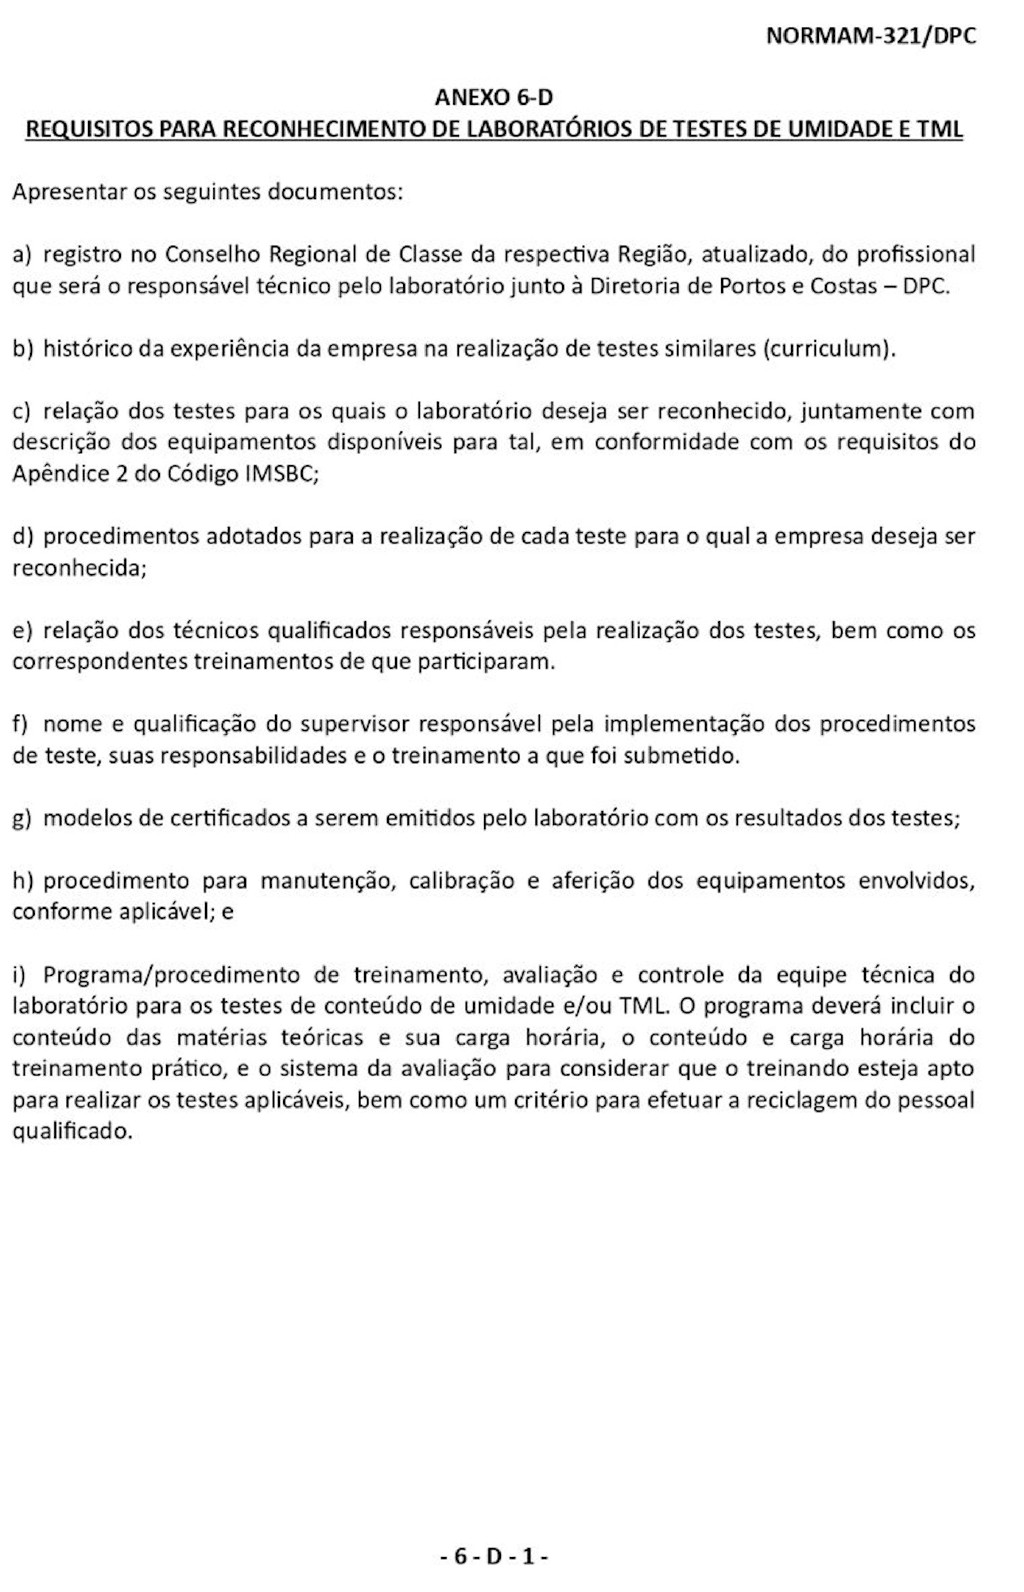 NORMAM-321/DPC
ANEXO 6-D
REQUISITOS PARA RECONHECIMENTO DE LABORATÓRIOS DE TESTES DE UMIDADE E TML
Apresentar os seguintes documentos:
a) registro no Conselho Regional de Classe da respectiva Região, atualizado, do profissional
que será o responsável técnico pelo laboratório junto à Diretoria de Portos e Costas – DPC.
b) histórico da experiência da empresa na realização de testes similares (curriculum).
c) relação dos testes para os quais o laboratório deseja ser reconhecido, juntamente com
descrição dos equipamentos disponíveis para tal, em conformidade com os requisitos do
Apêndice 2 do Código IMSBC;
d) procedimentos adotados para a realização de cada teste para o qual a empresa deseja ser
reconhecida;
e) relação dos técnicos qualificados responsáveis pela realização dos testes, bem como os
correspondentes treinamentos de que participaram.
f) nome e qualificação do supervisor responsável pela implementação dos procedimentos
de teste, suas responsabilidades e o treinamento a que foi submetido.
g) modelos de certificados a serem emitidos pelo laboratório com os resultados dos testes;
h) procedimento para manutenção, calibração e aferição dos equipamentos envolvidos,
conforme aplicável; e
i) Programa/procedimento de treinamento, avaliação e controle da equipe técnica do
laboratório para os testes de conteúdo de umidade e/ou TML. O programa deverá incluir o
conteúdo das matérias teóricas e sua carga horária, o conteúdo e carga horária do
treinamento prático, e o sistema da avaliação para considerar que o treinando esteja apto
para realizar os testes aplicáveis, bem como um critério para efetuar a reciclagem do pessoal
qualificado.
- 6 - D - 1 -